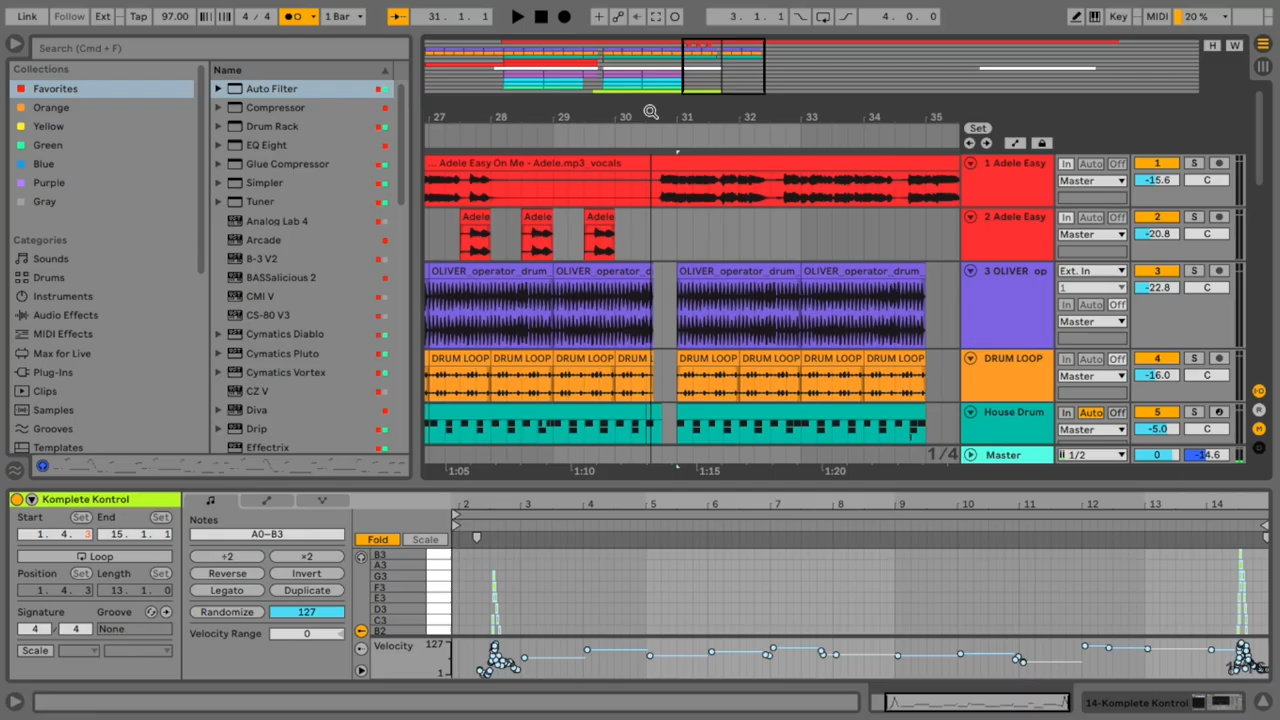 Link Follow Ext Tap 97.00 4 / 4 1 Bar 31. 1. 1 3. 1. 1 4. 0. 0 Key MIDI 20 %
Search (Cmd + F)
H W
Collections
Favorites
Orange
Yellow
Green
Blue
Purple
Gray
Categories
Sounds
Drums
Instruments
Audio Effects
MIDI Effects
Max for Live
Plug-Ins
Clips
Samples
Grooves
Templates
Name
Auto Filter
Compressor
Drum Rack
EQ Eight
Glue Compressor
Simpler
Tuner
Analog Lab 4
Arcade
B-3 V2
BASSalicious 2
CMI V
CS-80 V3
Cymatics Diablo
Cymatics Pluto
Cymatics Vortex
CZ V
Diva
Drip
Effectrix
27 28 29 30 31 32 33 34 35
Set
... Adele Easy On Me - Adele.mp3 vocals
1 Adele Easy In Auto Off 1 S
Master -15.6 C
Adele Adele Adele
2 Adele Easy In Auto Off 2 S
Master -20.8 C
OLIVER_operator_drum OLIVER_operator_d OLIVER_operator_drum OLIVER_operator_drum
3 OLIVER op Ext. In 3 S
1 -22.8 C
In Auto Off
Master
DRUM LOOP DRUM LOOP DRUM LOOP DRUM L DRUM LOOP DRUM LOOP DRUM LOOP DRUM LOOP
DRUM LOOP In Auto Off 4 S
Master -16.0 C
House Drum In Auto Off 5 S
Master -5.0 C
1/4
Master 1/2 0 -14.6
1:05 1:10 1:15 1:20
Komplete Kontrol
Start Set End Set
1. 4. 3 15. 1. 1
Loop
Position Set Length Set
1. 4. 3 13. 1. 0
Signature Groove
4 / 4 None
Scale
Notes
A0-B3
÷2 ×2
Reverse Invert
Legato Duplicate
Randomize 127
Velocity Range 0
2 3 4 5 6 7 8 9 10 11 12 13 14
Fold Scale
B3
A3
G3
F3
E3
D3
C3
B2
Velocity 127
1
14-Komplete Kontrol